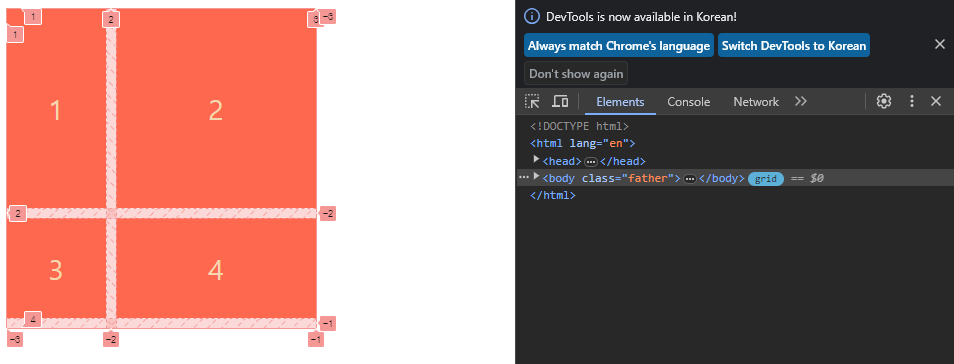 1 2 3 -3
1
1 2
2 -2
3 4
4 -1
-3 -2 -1
DevTools is now available in Korean!
Always match Chrome's language Switch DevTools to Korean
Don't show again
Elements Console Network
<!DOCTYPE html>
<html lang="en">
<head> … </head>
… <body class="father"> … </body> grid == $0
</html>